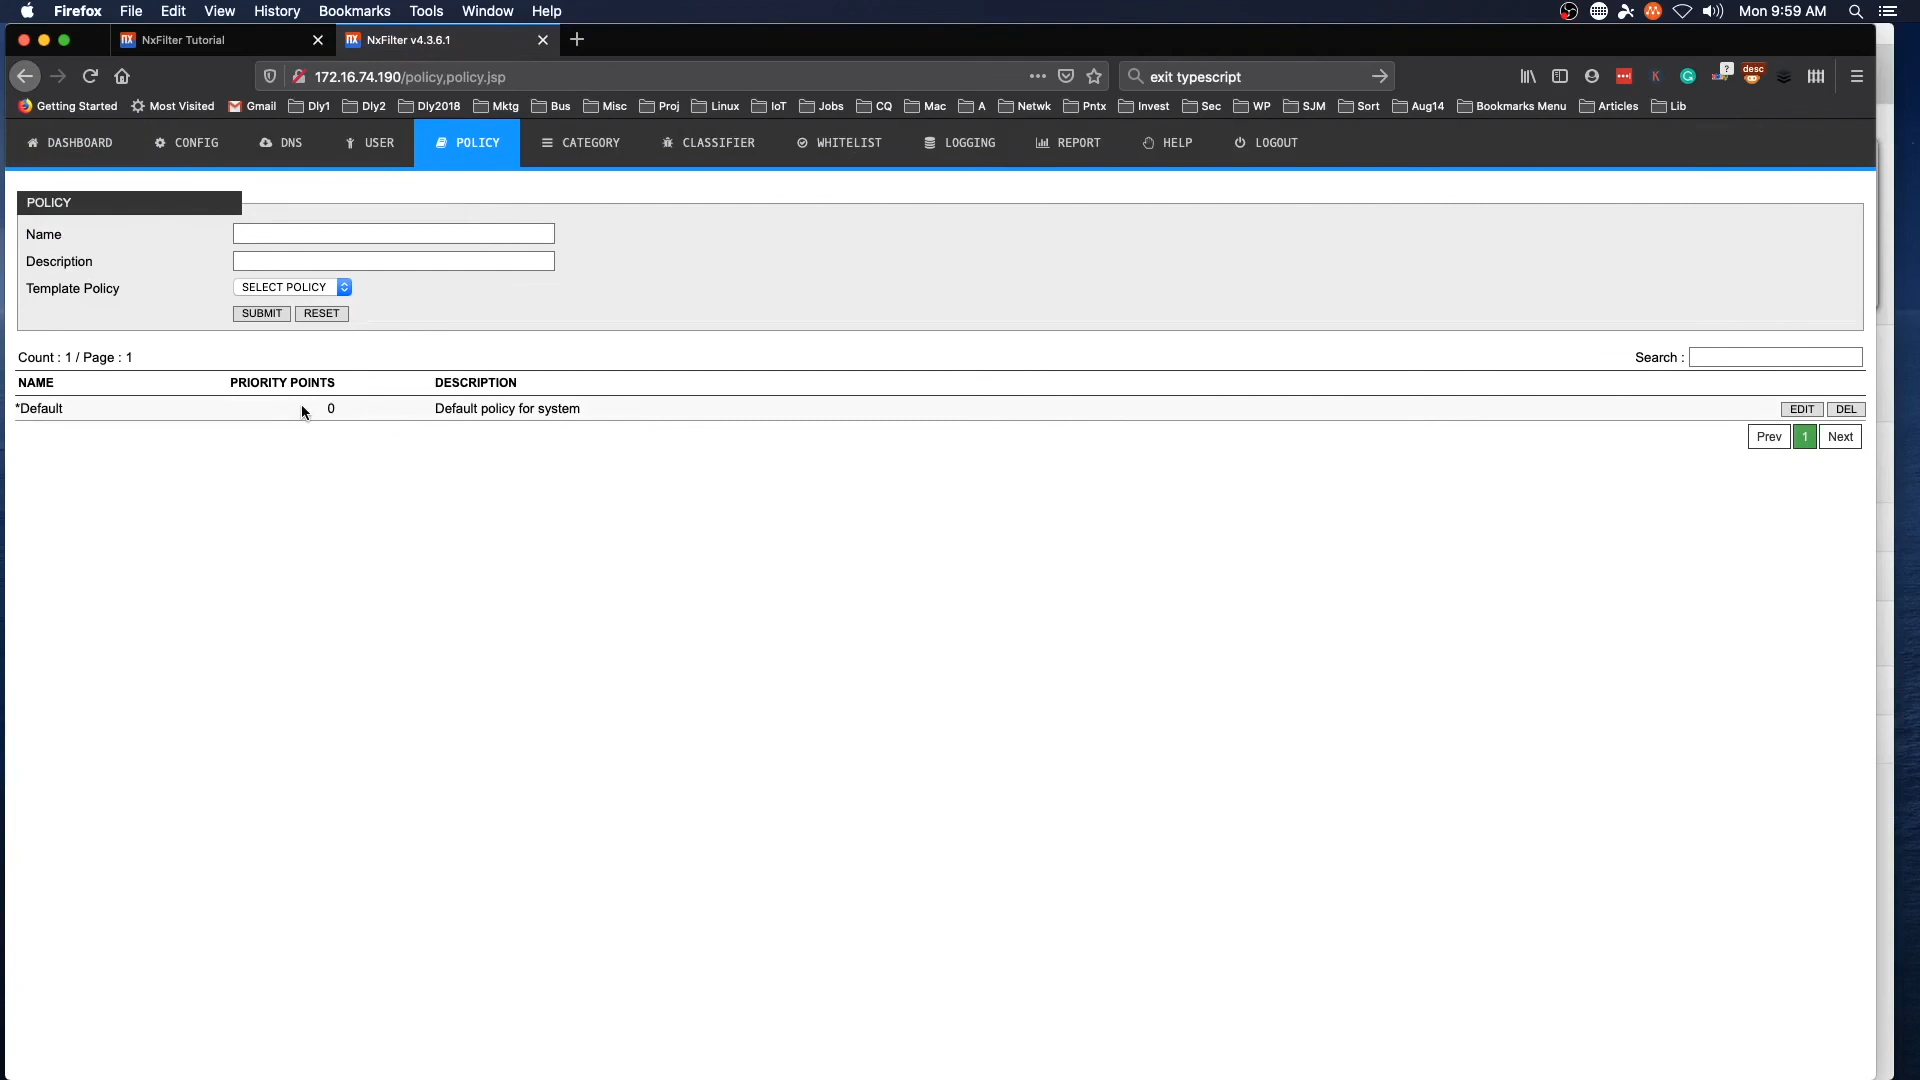 Firefox File Edit View History Bookmarks Tools Window Help Mon 9:59 AM
NxFilter Tutorial NxFilter v4.3.6.1
172.16.74.190/policy,policy.jsp exit typescript ? desc
Getting Started Most Visited Gmail Dly1 Dly2 Dly2018 Mktg Bus Misc Proj Linux IoT Jobs CQ Mac A Netwk Pntx Invest Sec WP SJM Sort Aug14 Bookmarks Menu Articles Lib
DASHBOARD CONFIG DNS USER POLICY CATEGORY CLASSIFIER WHITELIST LOGGING REPORT HELP LOGOUT
POLICY
Name
Description
Template Policy SELECT POLICY
SUBMIT RESET
Count : 1 / Page : 1 Search :
NAME PRIORITY POINTS DESCRIPTION
*Default 0 Default policy for system EDIT DEL
Prev 1 Next